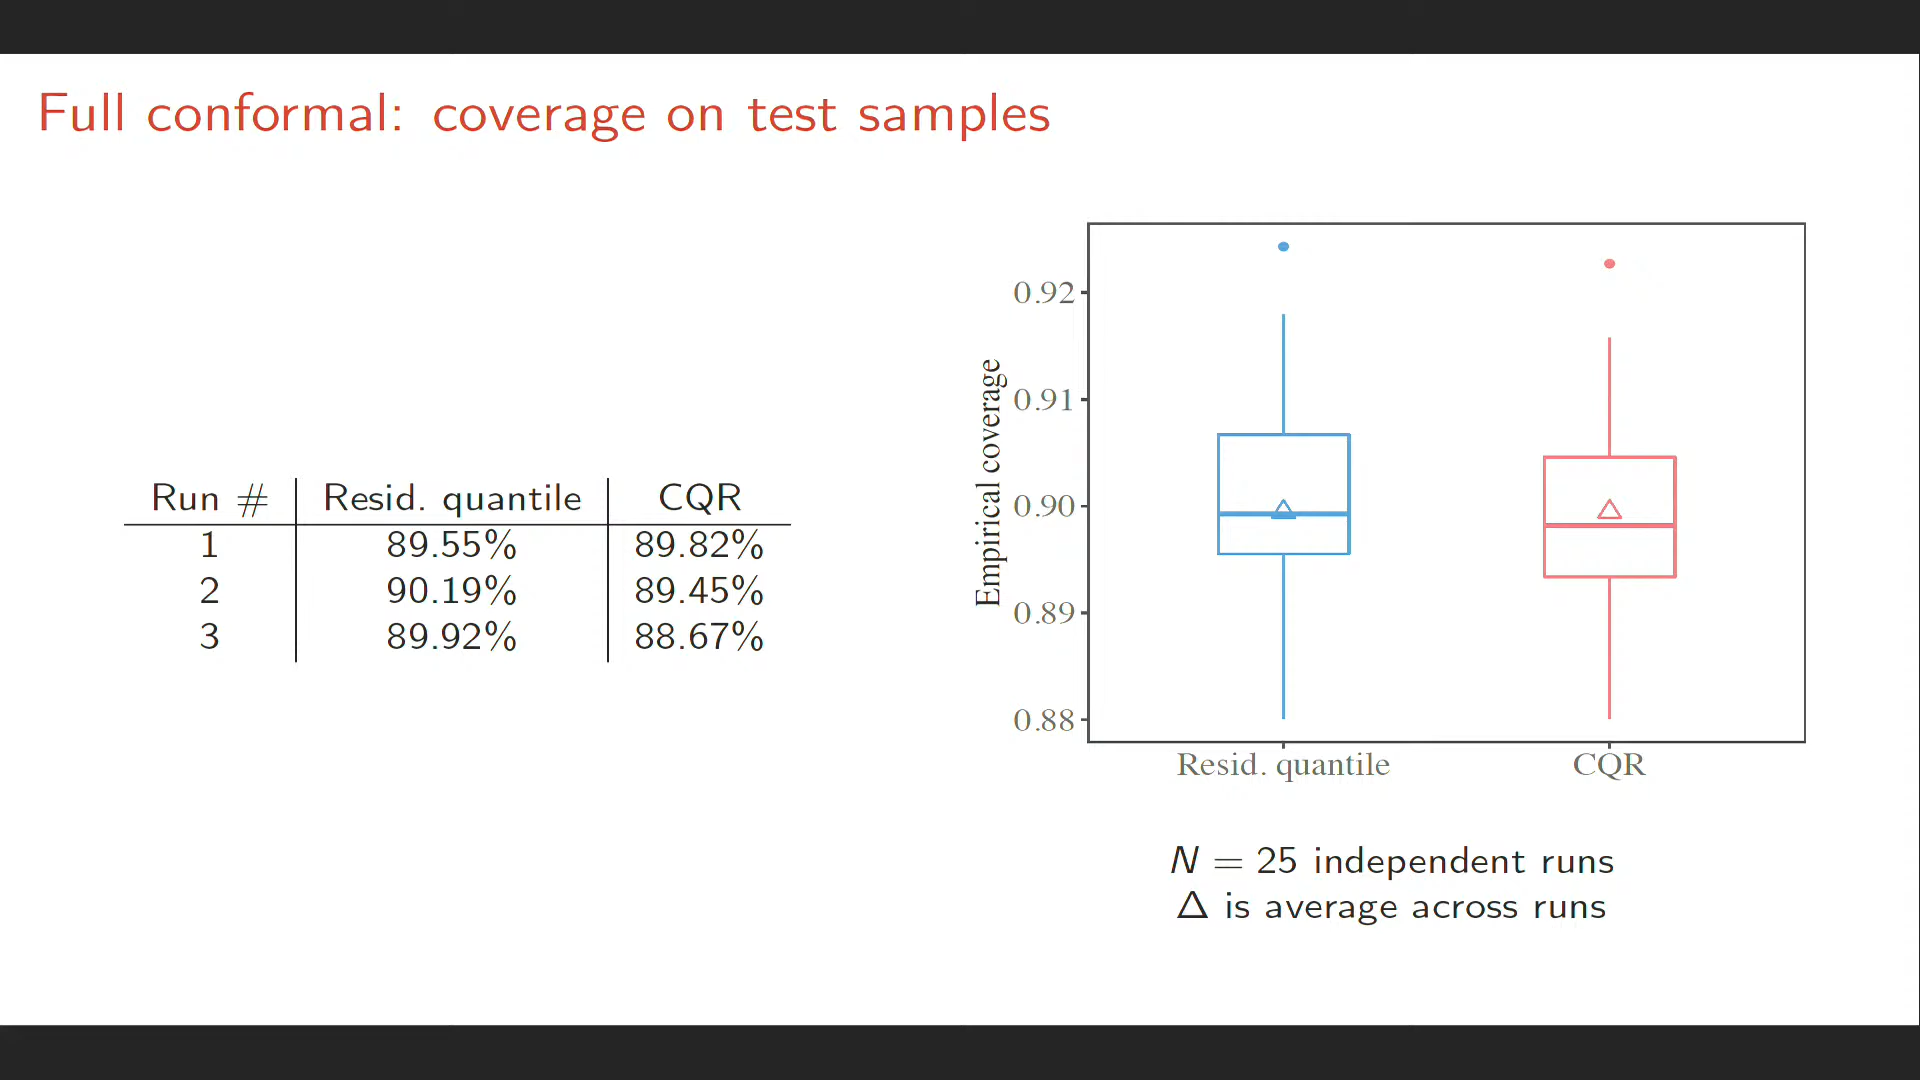 Full conformal: coverage on test samples
Run # Resid. quantile CQR
1 89.55% 89.82%
2 90.19% 89.45%
3 89.92% 88.67%
Empirical coverage
0.92
0.91
0.90
0.89
0.88
Resid. quantile CQR
N = 25 independent runs
Δ is average across runs